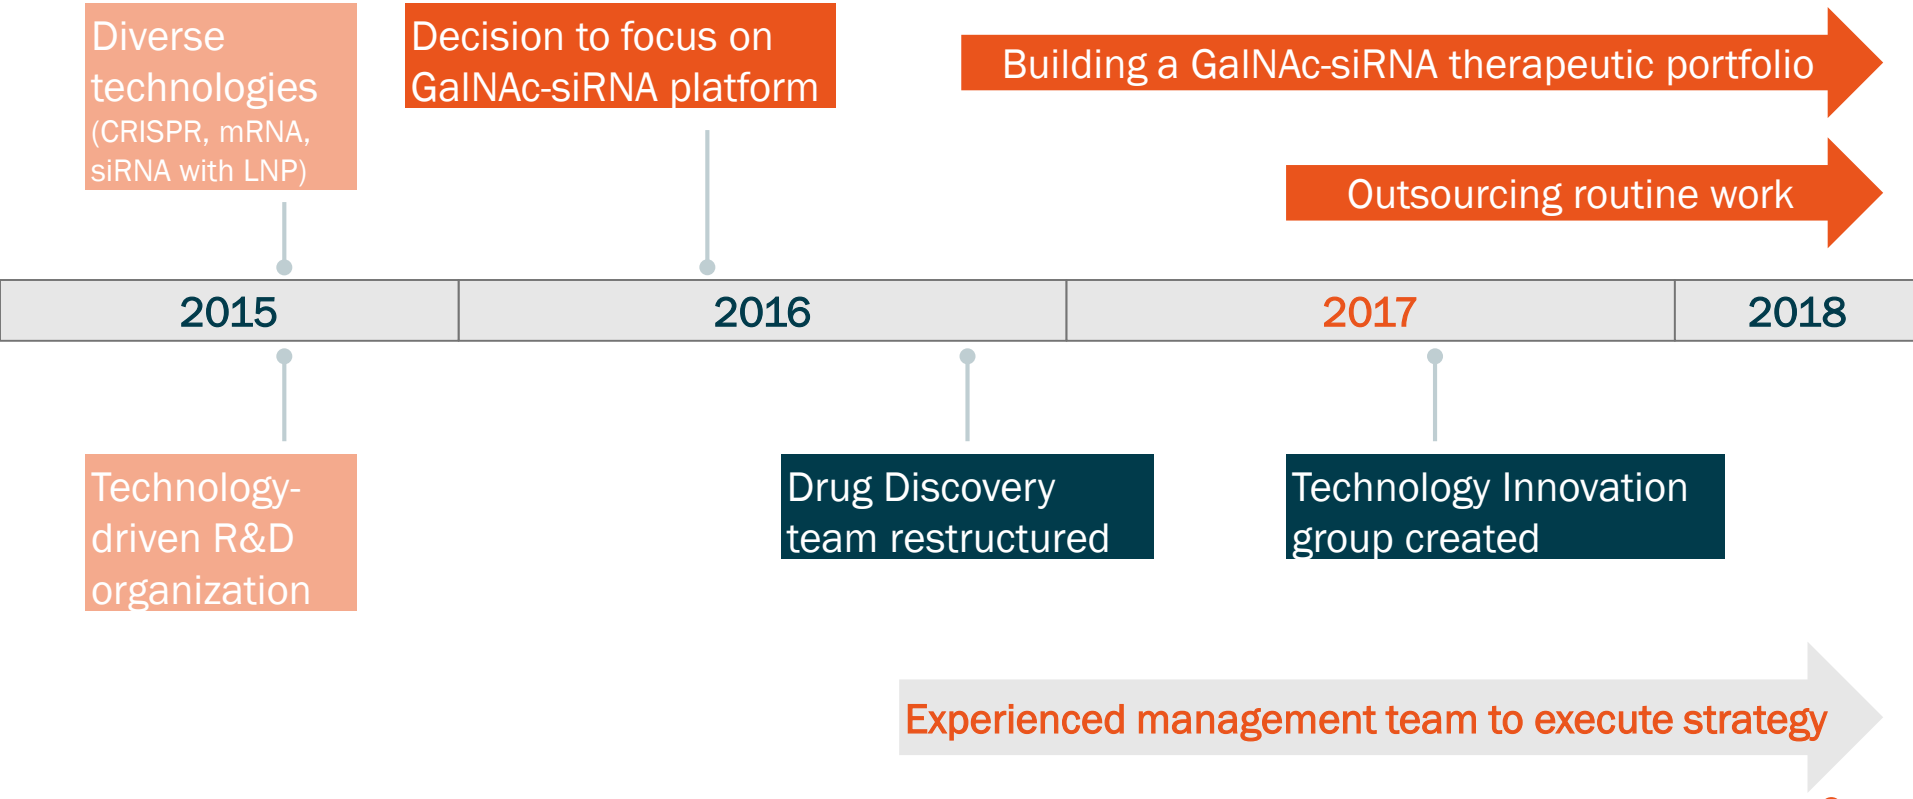 Diverse
technologies
(CRISPR, mRNA,
siRNA with LNP)
Decision to focus on
GalNAc-siRNA platform
Building a GalNAc-siRNA therapeutic portfolio
Outsourcing routine work
2015
2016
2017
2018
Technology-
driven R&D
organization
Drug Discovery
team restructured
Technology Innovation
group created
Experienced management team to execute strategy